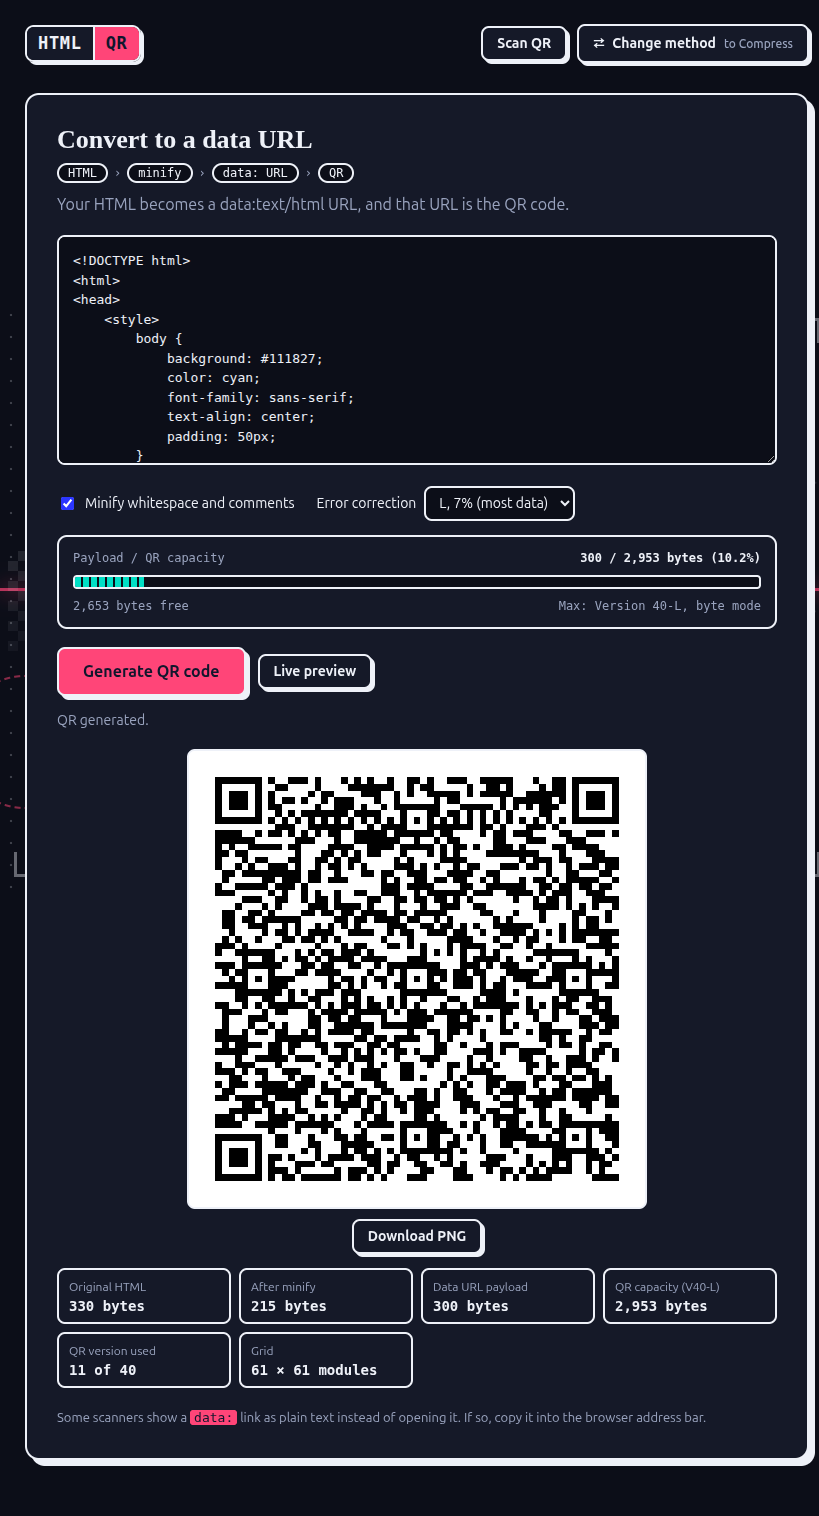 HTML QR
Scan QR
⇄ Change method to Compress
Convert to a data URL
HTML › minify › data: URL › QR
Your HTML becomes a data:text/html URL, and that URL is the QR code.
<!DOCTYPE html>
<html>
<head>
    <style>
        body {
            background: #111827;
            color: cyan;
            font-family: sans-serif;
            text-align: center;
            padding: 50px;
        }
Minify whitespace and comments
Error correction L, 7% (most data)
Payload / QR capacity 300 / 2,953 bytes (10.2%)
2,653 bytes free Max: Version 40-L, byte mode
Generate QR code
Live preview
QR generated.
Download PNG
Original HTML
330 bytes
After minify
215 bytes
Data URL payload
300 bytes
QR capacity (V40-L)
2,953 bytes
QR version used
11 of 40
Grid
61 × 61 modules
Some scanners show a data: link as plain text instead of opening it. If so, copy it into the browser address bar.